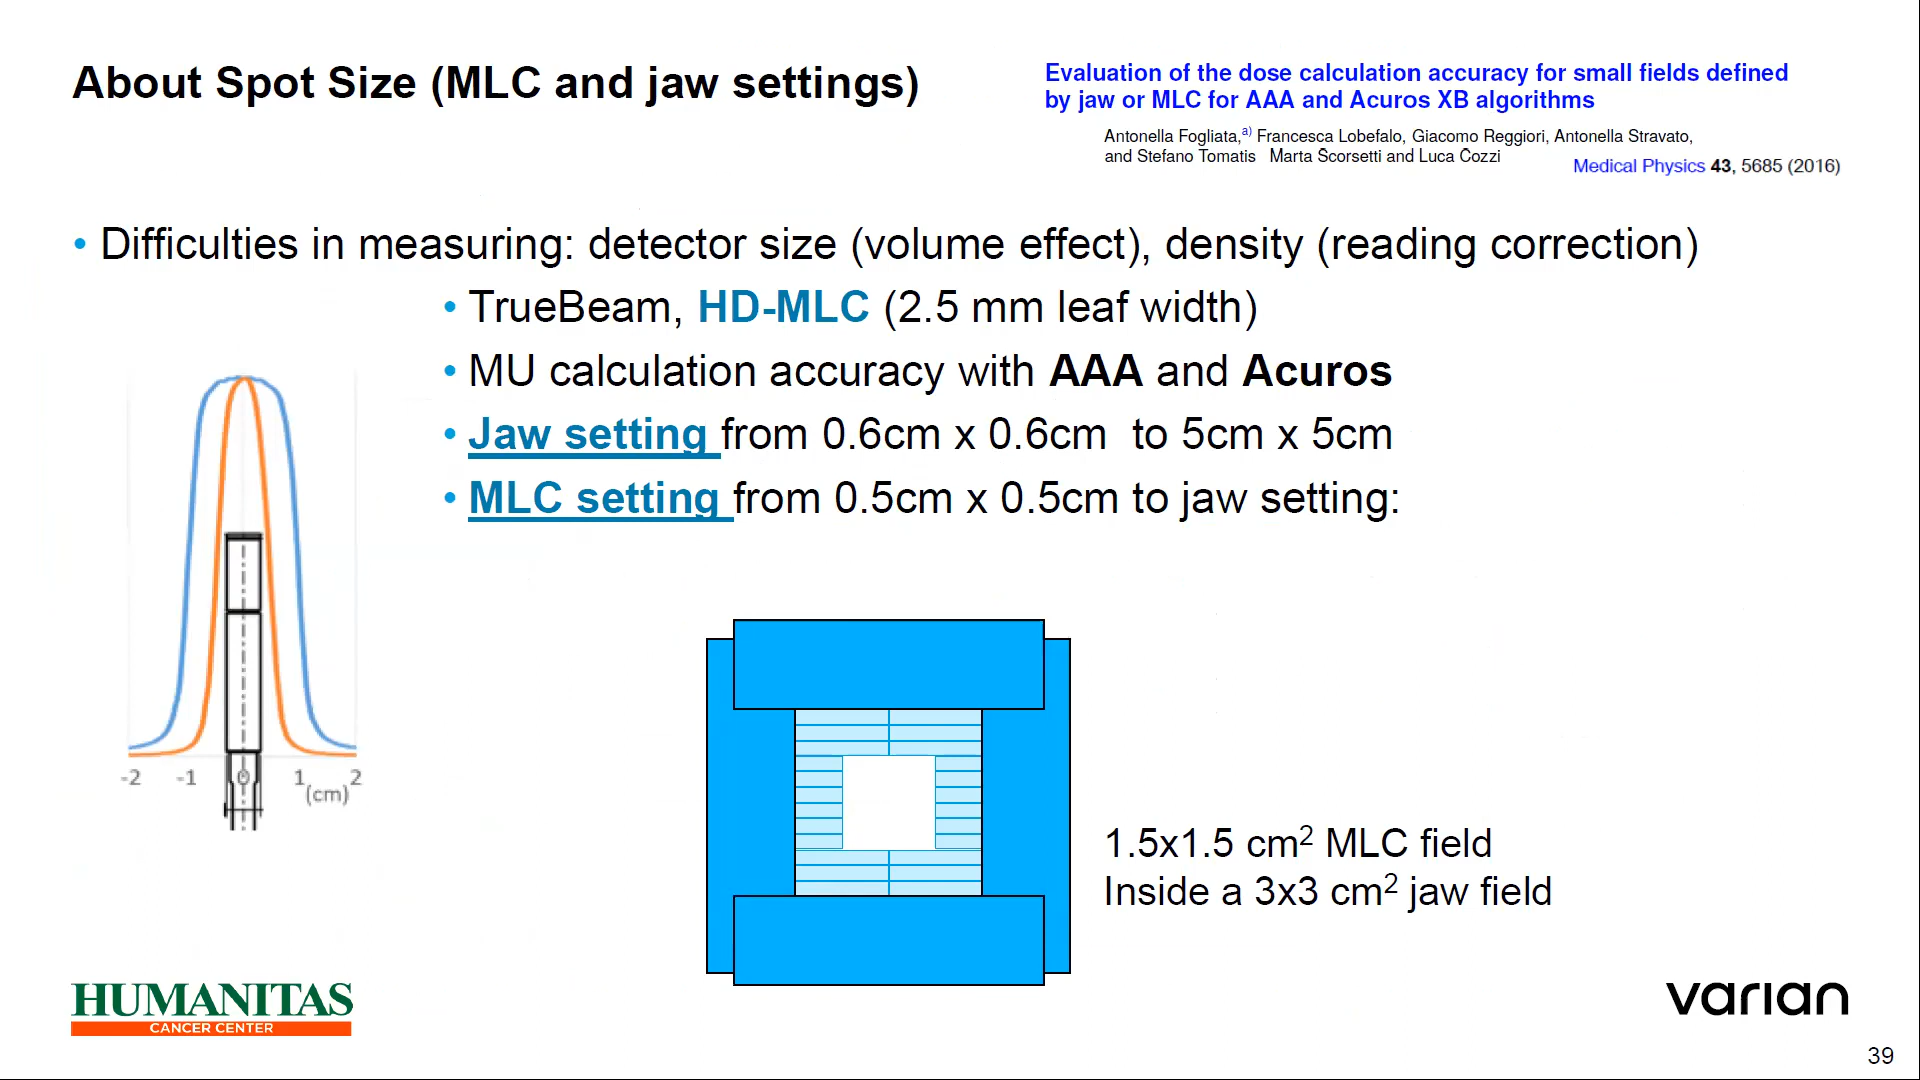 About Spot Size (MLC and jaw settings)
Evaluation of the dose calculation accuracy for small fields defined
by jaw or MLC for AAA and Acuros XB algorithms
Antonella Fogliata,a) Francesca Lobefalo, Giacomo Reggiori, Antonella Stravato,
and Stefano Tomatis Marta Scorsetti and Luca Cozzi
Medical Physics 43, 5685 (2016)
• Difficulties in measuring: detector size (volume effect), density (reading correction)
• TrueBeam, HD-MLC (2.5 mm leaf width)
• MU calculation accuracy with AAA and Acuros
• Jaw setting from 0.6cm x 0.6cm to 5cm x 5cm
• MLC setting from 0.5cm x 0.5cm to jaw setting:
-2 -1 0 1 2
(cm)
1.5x1.5 cm² MLC field
Inside a 3x3 cm² jaw field
HUMANITAS
CANCER CENTER
varian
39